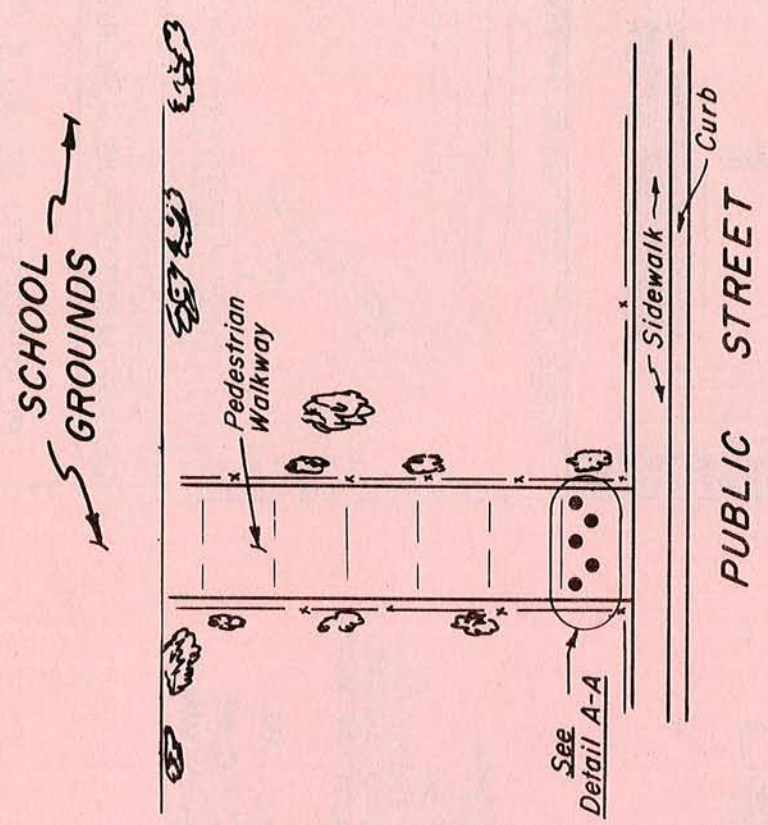 SCHOOL
GROUNDS
Pedestrian
Walkway
Sidewalk
Curb
See
Detail A-A
PUBLIC STREET